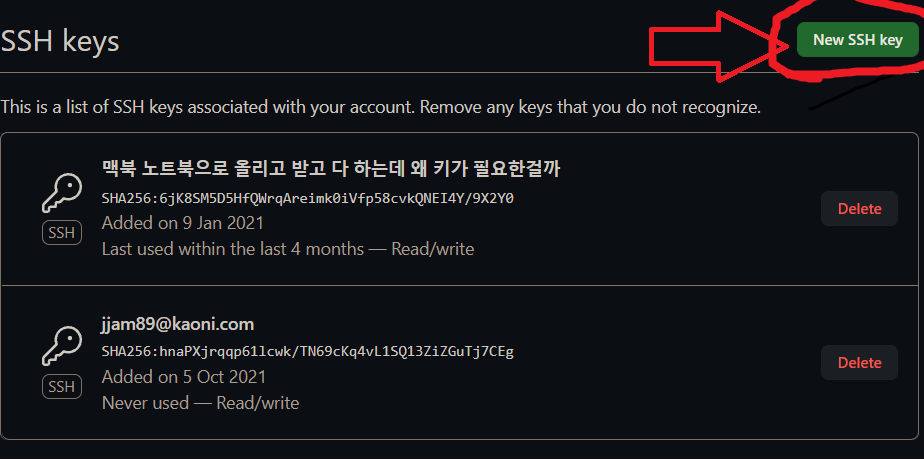 SSH keys
New SSH key
This is a list of SSH keys associated with your account. Remove any keys that you do not recognize.
맥북 노트북으로 올리고 받고 다 하는데 왜 키가 필요한걸까
SHA256:6jK8SM5D5HfQWrqAreimk0iVfp58cvkQNEI4Y/9X2Y0
Added on 9 Jan 2021
Last used within the last 4 months — Read/write
SSH
Delete
jjam89@kaoni.com
SHA256:hnaPXjrqqp61lcwk/TN69cKq4vL1SQ13ZiZGuTj7CEg
Added on 5 Oct 2021
Never used — Read/write
SSH
Delete